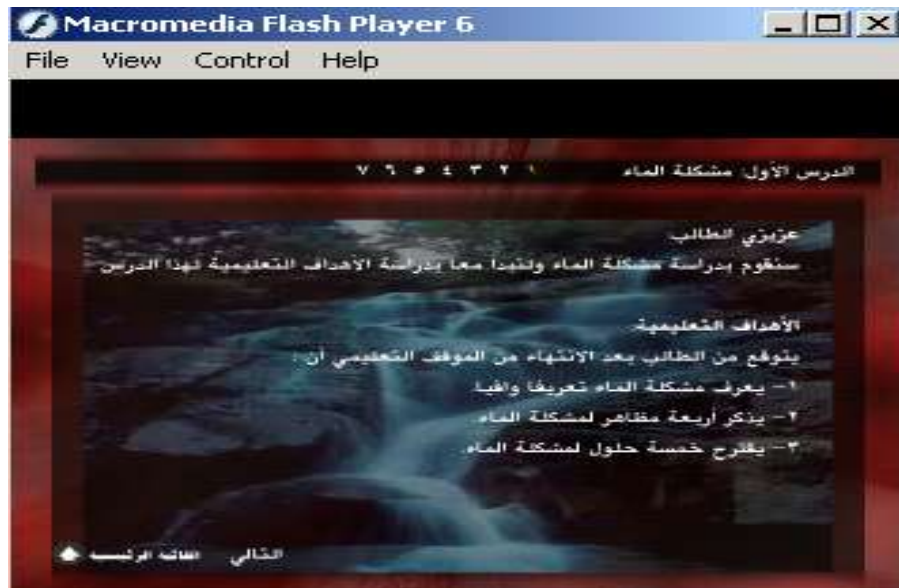 Macromedia Flash Player 6
File View Control Help
الدرس الأول: مشكلة الماء ١ ٢ ٣ ٤ ٥ ٦ ٧
عزيزي الطالب
سنقوم بدراسة مشكلة الماء ولنبدأ معا بدراسة الأهداف التعليمية لهذا الدرس
الأهداف التعليمية
يتوقع من الطالب بعد الانتهاء من الموقف التعليمي أن :
١- يعرف مشكلة الماء تعريفا وافيا.
٢- يذكر أربعة مظاهر لمشكلة الماء.
٣- يقترح خمسة حلول لمشكلة الماء.
التالي القائمة الرئيسية